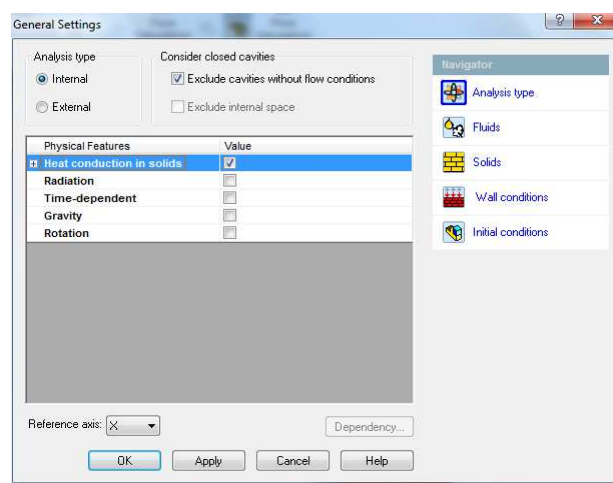 General Settings
Analysis type
Internal
External
Consider closed cavities
Exclude cavities without flow conditions
Exclude internal space
Physical Features Value
Heat conduction in solids
Radiation
Time-dependent
Gravity
Rotation
Reference axis: X
Dependency...
OK Apply Cancel Help
Navigator
Analysis type
Fluids
Solids
Wall conditions
Initial conditions